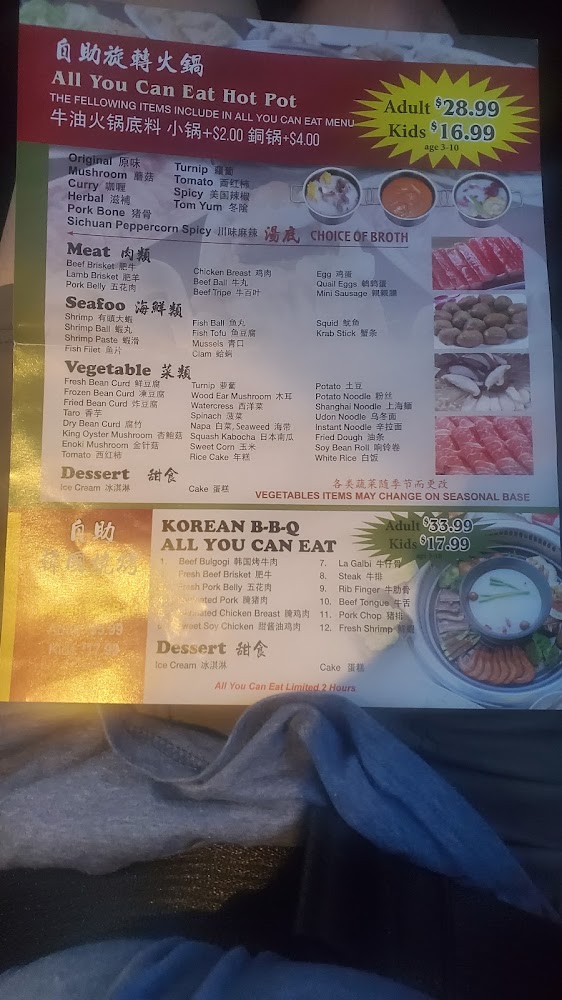 自助旋轉火鍋
All You Can Eat Hot Pot
THE FELLOWING ITEMS INCLUDE IN ALL YOU CAN EAT MENU
牛油火锅底料 小锅+$2.00 銅锅+$4.00
Adult $28.99
Kids $16.99
age 3-10
Original 原味
Mushroom 蘑菇
Curry 咖喱
Herbal 滋補
Pork Bone 猪骨
Sichuan Peppercorn Spicy 川味麻辣
Turnip 蘿蔔
Tomato 西红柿
Spicy 美国辣椒
Tom Yum 冬陰
湯底 CHOICE OF BROTH
Meat 肉類
Beef Brisket 肥牛
Lamb Brisket 肥羊
Pork Belly 五花肉
Chicken Breast 鸡肉
Beef Ball 牛丸
Beef Tripe 牛百叶
Egg 鸡蛋
Quail Eggs 鹌鹑蛋
Mini Sausage 親親腸
Seafoo 海鮮類
Shrimp 有頭大蝦
Shrimp Ball 蝦丸
Shrimp Paste 蝦滑
Fish Filet 鱼片
Fish Ball 鱼丸
Fish Tofu 鱼豆腐
Mussels 青口
Clam 蛤蜊
Squid 鱿鱼
Krab Stick 蟹条
Vegetable 菜類
Fresh Bean Curd 鲜豆腐
Frozen Bean Curd 凍豆腐
Fried Bean Curd 炸豆腐
Taro 香芋
Dry Bean Curd 腐竹
King Oyster Mushroom 杏鲍菇
Enoki Mushroom 金针菇
Tomato 西红柿
Turnip 萝蔔
Wood Ear Mushroom 木耳
Watercress 西洋菜
Spinach 菠菜
Napa 白菜, Seaweed 海带
Squash Kabocha 日本南瓜
Sweet Corn 玉米
Rice Cake 年糕
Potato 土豆
Potato Noodle 粉丝
Shanghai Noodle 上海麵
Udon Noodle 乌冬面
Instant Noodle 辛拉面
Fried Dough 油条
Soy Bean Roll 响铃卷
White Rice 白饭
Dessert 甜食
Ice Cream 冰淇淋
Cake 蛋糕
各类蔬菜随季节而更改
VEGETABLES ITEMS MAY CHANGE ON SEASONAL BASE
自助
KOREAN B-B-Q
ALL YOU CAN EAT
Adult $33.99
Kids $17.99
1. Beef Bulgogi 韩国烤牛肉
Fresh Beef Brisket 肥牛
Fresh Pork Belly 五花肉
Pork 腌猪肉
Chicken Breast 腌鸡肉
Sweet Soy Chicken 甜酱油鸡肉
7. La Galbi 牛仔骨
8. Steak 牛排
9. Rib Finger 牛肋骨
10. Beef Tongue 牛舌
11. Pork Chop 猪排
12. Fresh Shrimp
Dessert 甜食
Ice Cream 冰淇淋
Cake 蛋糕
All You Can Eat Limited 2 Hours